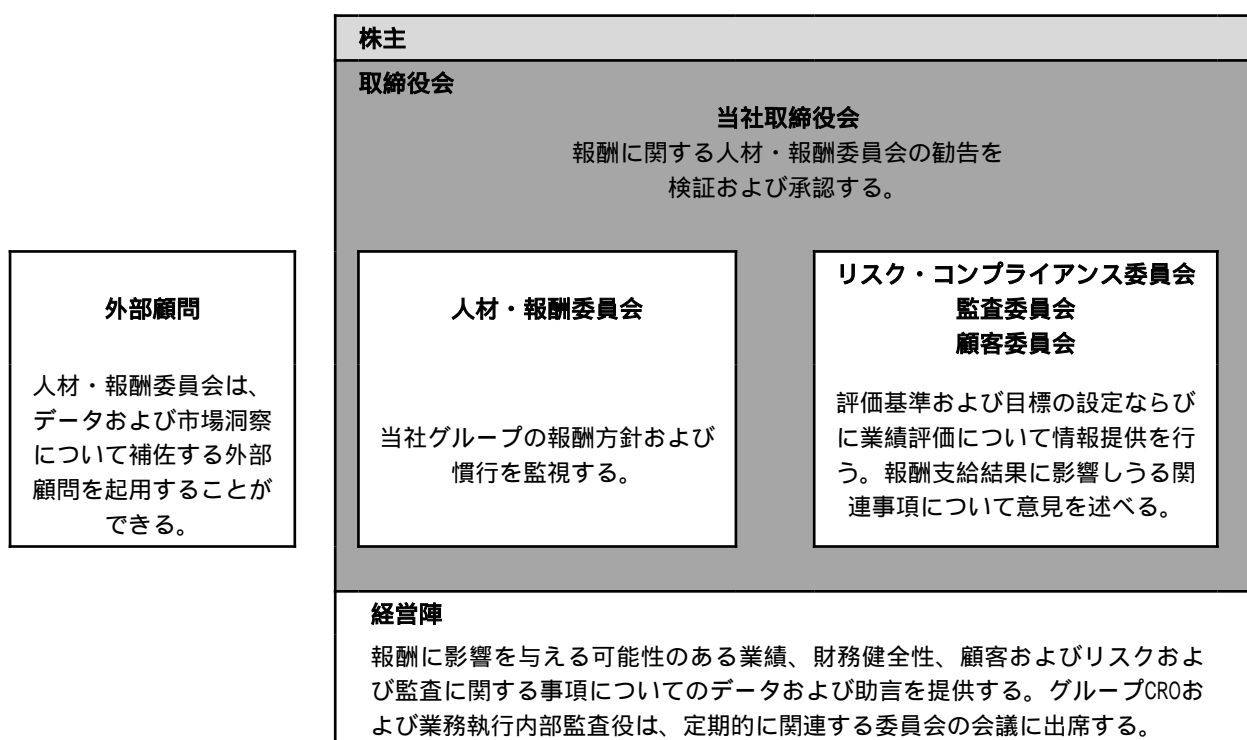 株主
取締役会
当社取締役会
報酬に関する人材・報酬委員会の勧告を
検証および承認する。
外部顧問
人材・報酬委員会は、
データおよび市場洞察
について補佐する外部
顧問を起用することが
できる。
人材・報酬委員会
当社グループの報酬方針および
慣行を監視する。
リスク・コンプライアンス委員会
監査委員会
顧客委員会
評価基準および目標の設定ならび
に業績評価について情報提供を行
う。報酬支給結果に影響しうる関
連事項について意見を述べる。
経営陣
報酬に影響を与える可能性のある業績、財務健全性、顧客およびリスクおよ
び監査に関する事項についてのデータおよび助言を提供する。グループCROお
よび業務執行内部監査役は、定期的に関連する委員会の会議に出席する。